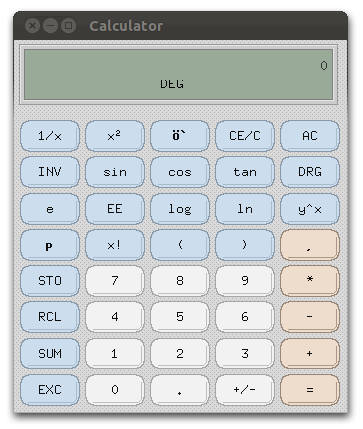 Calculator
0
DEG
1/x x² Ö` CE/C AC
INV sin cos tan DRG
e EE log ln y^x
p x! ( ) ,
STO 7 8 9 *
RCL 4 5 6 -
SUM 1 2 3 +
EXC 0 . +/- =